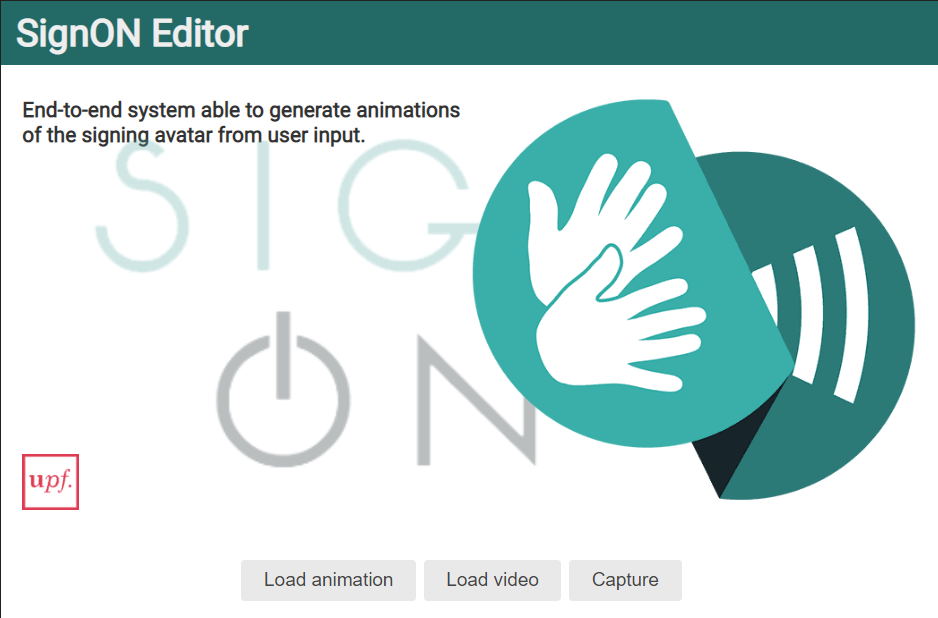 SignON Editor
End-to-end system able to generate animations
of the signing avatar from user input.
SIGN
ON
upf.
Load animation
Load video
Capture